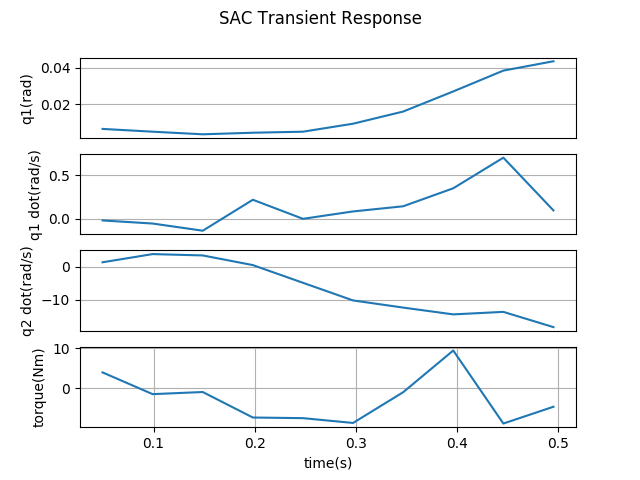 SAC Transient Response
q1(rad)
0.04
0.02
q1 dot(rad/s)
0.5
0.0
q2 dot(rad/s)
0
−10
torque(Nm)
10
0
0.1 0.2 0.3 0.4 0.5
time(s)